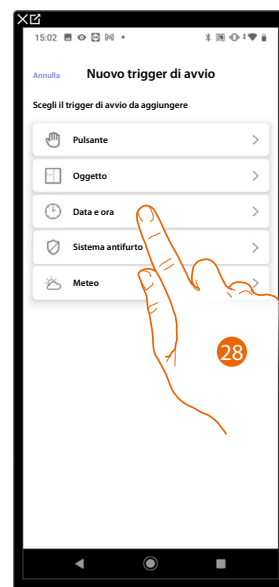 15:02
Annulla Nuovo trigger di avvio
Scegli il trigger di avvio da aggiungere
Pulsante
Oggetto
Data e ora
Sistema antifurto
Meteo
28